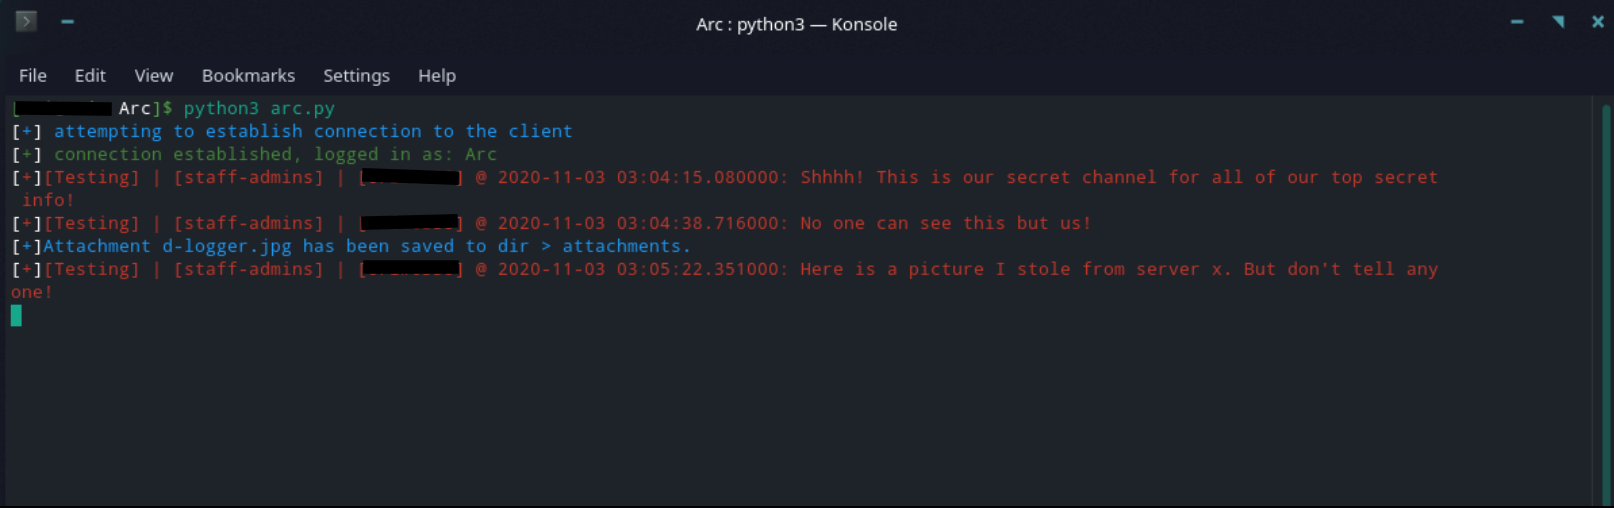 Arc : python3 — Konsole
File Edit View Bookmarks Settings Help
[ Arc]$ python3 arc.py
[+] attempting to establish connection to the client
[+] connection established, logged in as: Arc
[+][Testing] | [staff-admins] | [ ] @ 2020-11-03 03:04:15.080000: Shhhh! This is our secret channel for all of our top secret
info!
[+][Testing] | [staff-admins] | [ ] @ 2020-11-03 03:04:38.716000: No one can see this but us!
[+]Attachment d-logger.jpg has been saved to dir > attachments.
[+][Testing] | [staff-admins] | [ ] @ 2020-11-03 03:05:22.351000: Here is a picture I stole from server x. But don't tell any
one!